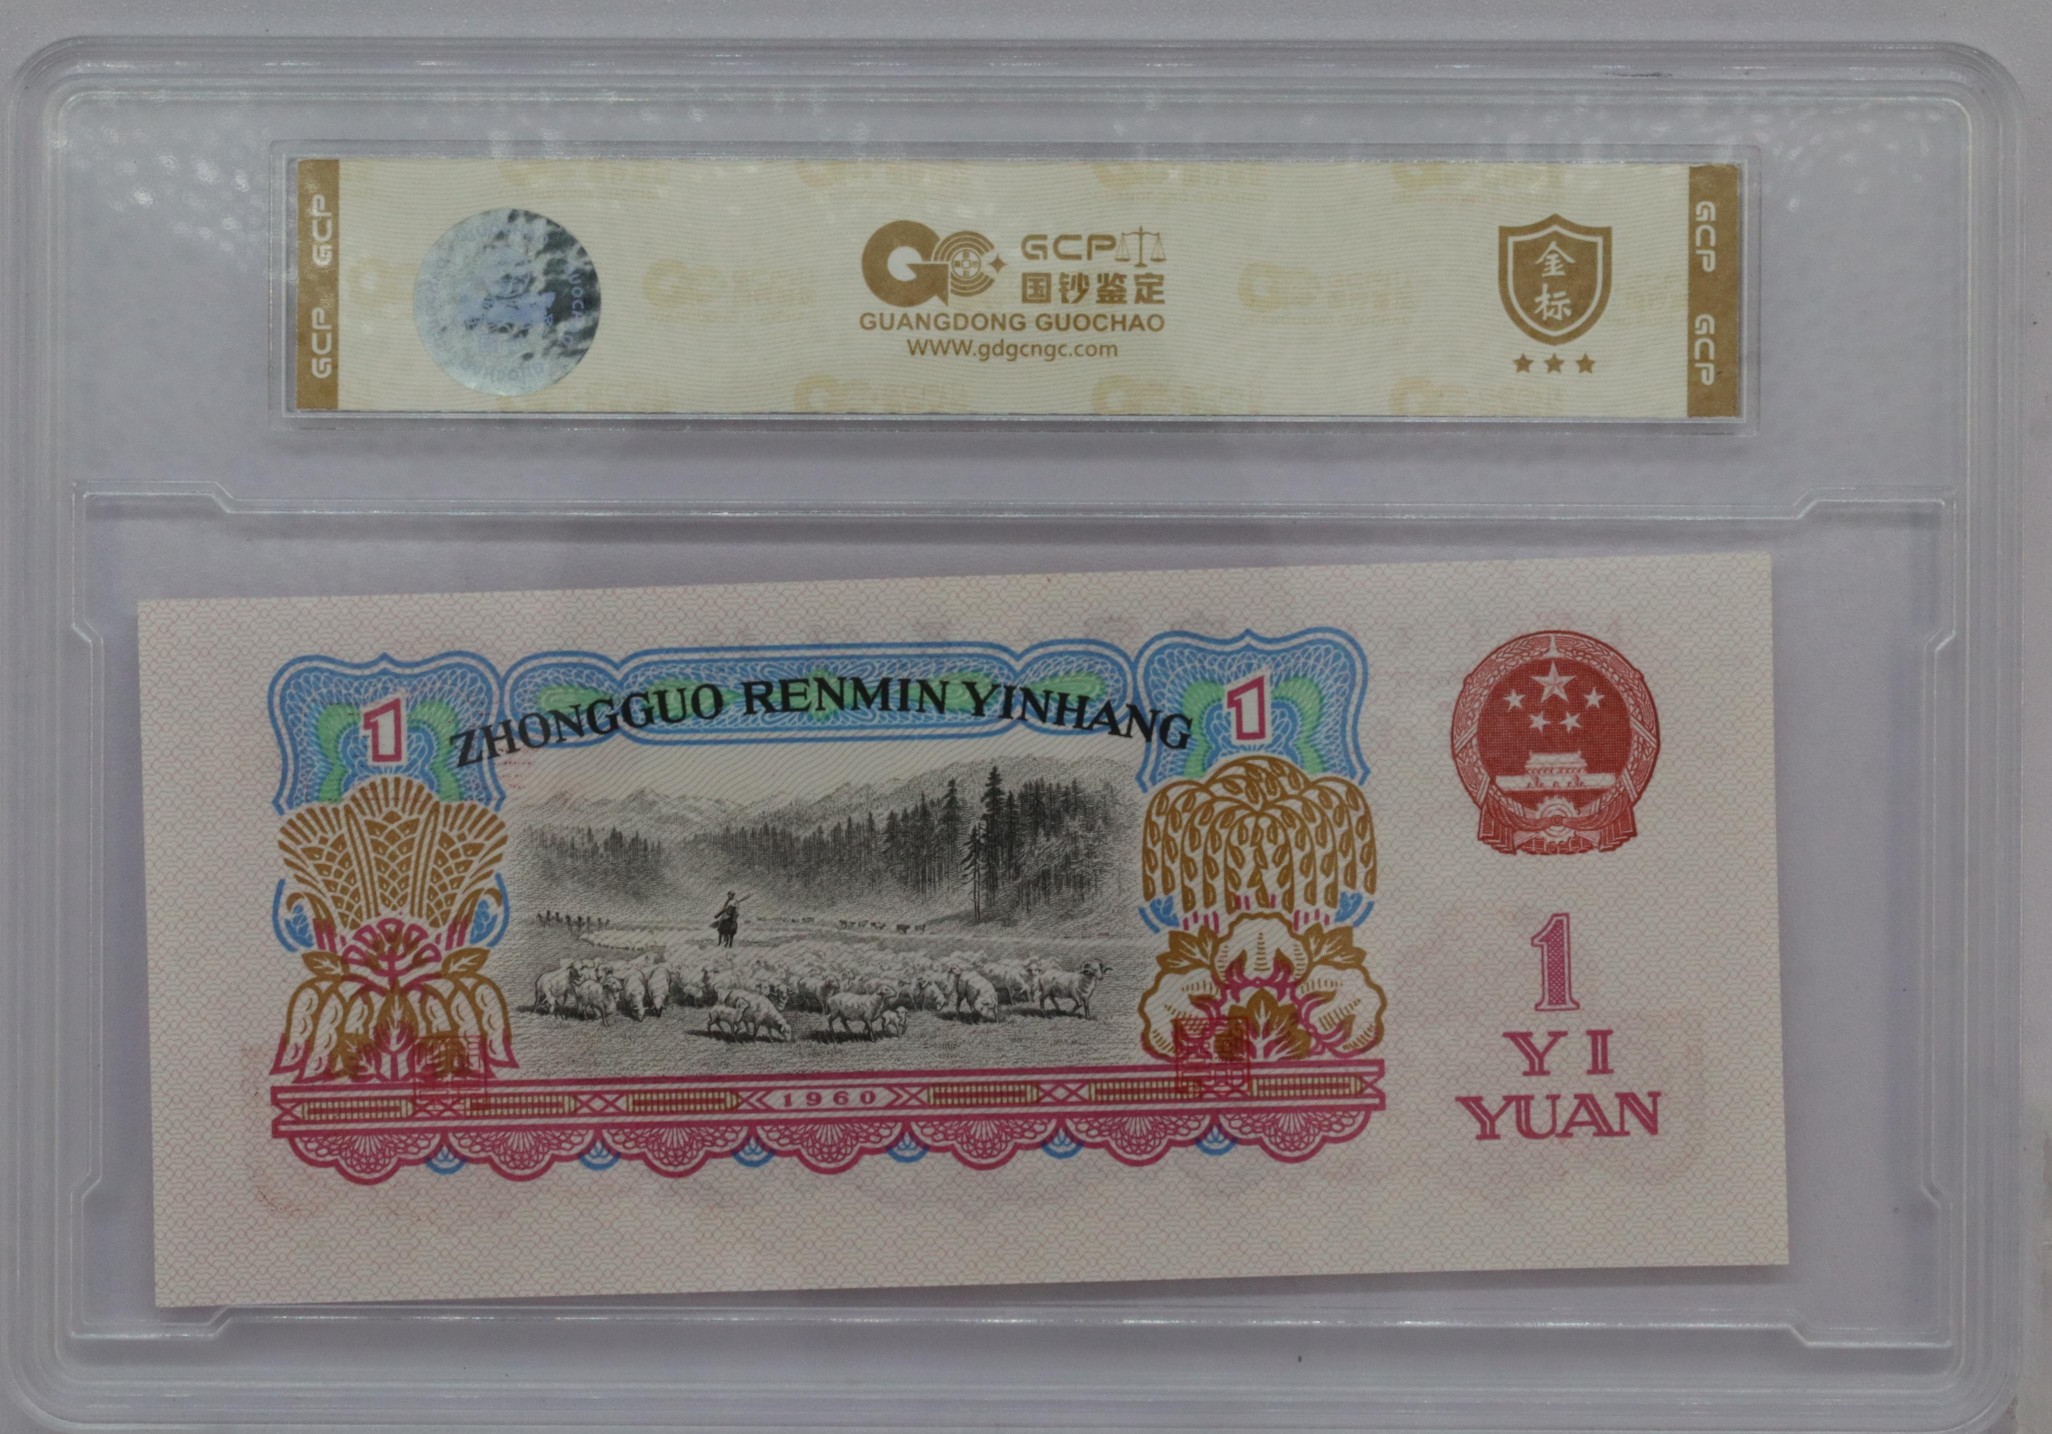 GCP GCP
GCP
国钞鉴定
GUANGDONG GUOCHAO
WWW.gdgcngc.com
金
标
GCP GCP
1
ZHONGGUO RENMIN YINHANG
1
1960
1
YI
YUAN